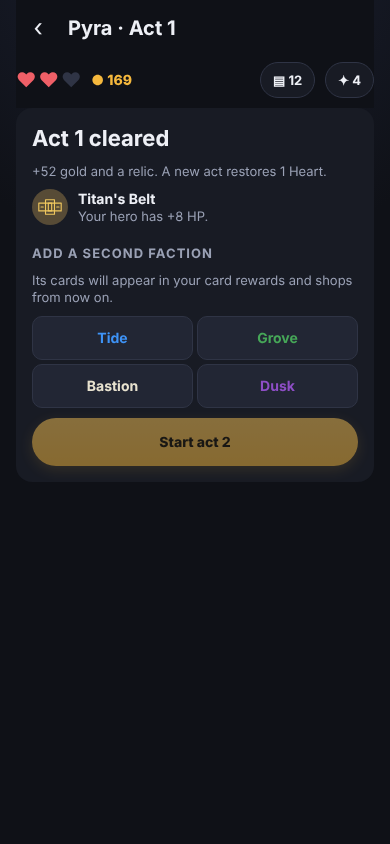 Pyra · Act 1
169
12
4
Act 1 cleared
+52 gold and a relic. A new act restores 1 Heart.
Titan's Belt
Your hero has +8 HP.
ADD A SECOND FACTION
Its cards will appear in your card rewards and shops
from now on.
Tide
Grove
Bastion
Dusk
Start act 2